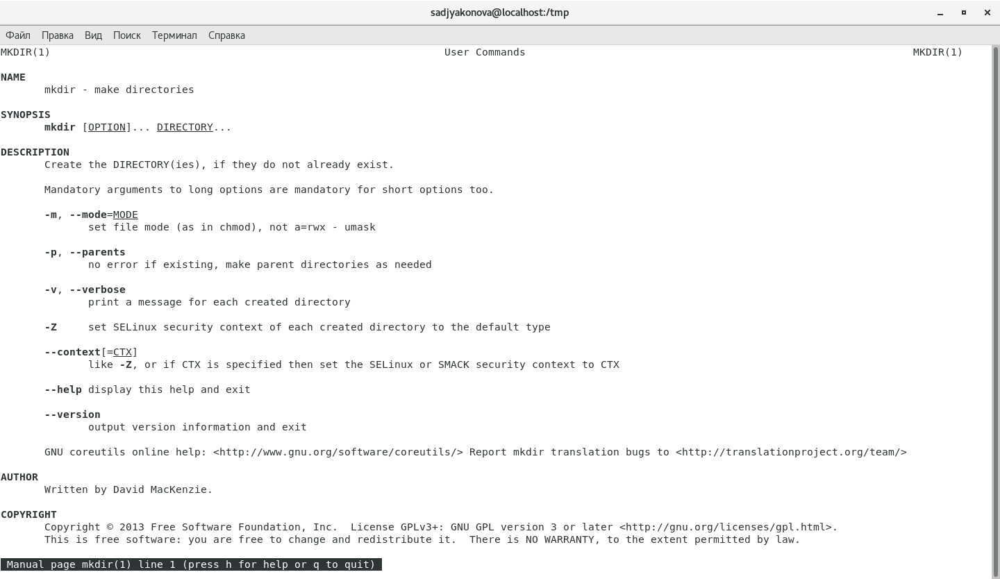 sadjyakonova@localhost:/tmp
Файл Правка Вид Поиск Терминал Справка
MKDIR(1) User Commands MKDIR(1)
NAME
mkdir - make directories
SYNOPSIS
mkdir [OPTION]... DIRECTORY...
DESCRIPTION
Create the DIRECTORY(ies), if they do not already exist.
Mandatory arguments to long options are mandatory for short options too.
-m, --mode=MODE
set file mode (as in chmod), not a=rwx - umask
-p, --parents
no error if existing, make parent directories as needed
-v, --verbose
print a message for each created directory
-Z set SELinux security context of each created directory to the default type
--context[=CTX]
like -Z, or if CTX is specified then set the SELinux or SMACK security context to CTX
--help display this help and exit
--version
output version information and exit
GNU coreutils online help: <http://www.gnu.org/software/coreutils/> Report mkdir translation bugs to <http://translationproject.org/team/>
AUTHOR
Written by David MacKenzie.
COPYRIGHT
Copyright © 2013 Free Software Foundation, Inc.  License GPLv3+: GNU GPL version 3 or later <http://gnu.org/licenses/gpl.html>.
This is free software: you are free to change and redistribute it.  There is NO WARRANTY, to the extent permitted by law.
Manual page mkdir(1) line 1 (press h for help or q to quit)